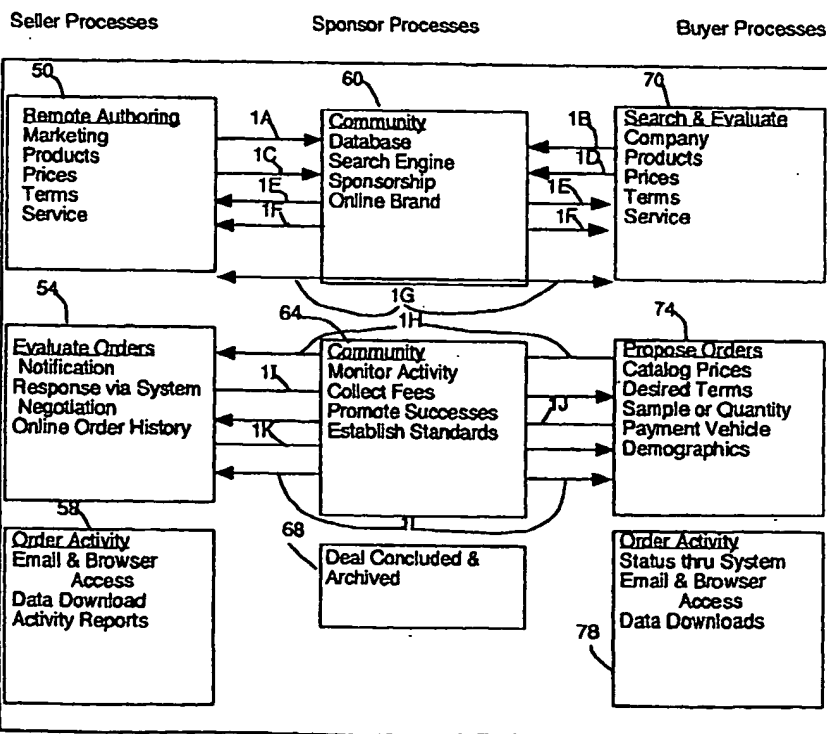 Seller Processes
Sponsor Processes
Buyer Processes
50
Remote Authoring
Marketing
Products
Prices
Terms
Service
1A
1C
1E
1F
60
Community
Database
Search Engine
Sponsorship
Online Brand
1B
1D
1E
1F
70
Search & Evaluate
Company
Products
Prices
Terms
Service
1G
1H
54
Evaluate Orders
Notification
Response via System
Negotiation
Online Order History
1I
1K
64
Community
Monitor Activity
Collect Fees
Promote Successes
Establish Standards
1J
74
Propose Orders
Catalog Prices
Desired Terms
Sample or Quantity
Payment Vehicle
Demographics
58
Order Activity
Email & Browser
Access
Data Download
Activity Reports
68
Deal Concluded &
Archived
78
Order Activity
Status thru System
Email & Browser
Access
Data Downloads